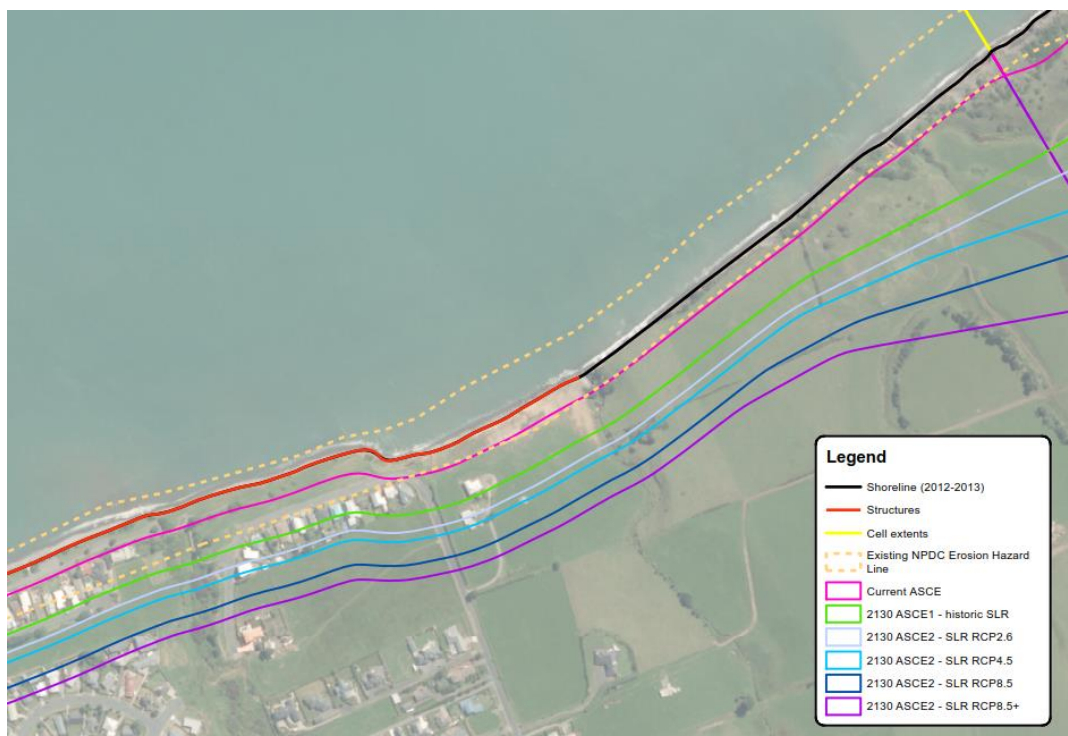 Legend
Shoreline (2012-2013)
Structures
Cell extents
Existing NPDC Erosion Hazard
Line
Current ASCE
2130 ASCE1 - historic SLR
2130 ASCE2 - SLR RCP2.6
2130 ASCE2 - SLR RCP4.5
2130 ASCE2 - SLR RCP8.5
2130 ASCE2 - SLR RCP8.5+